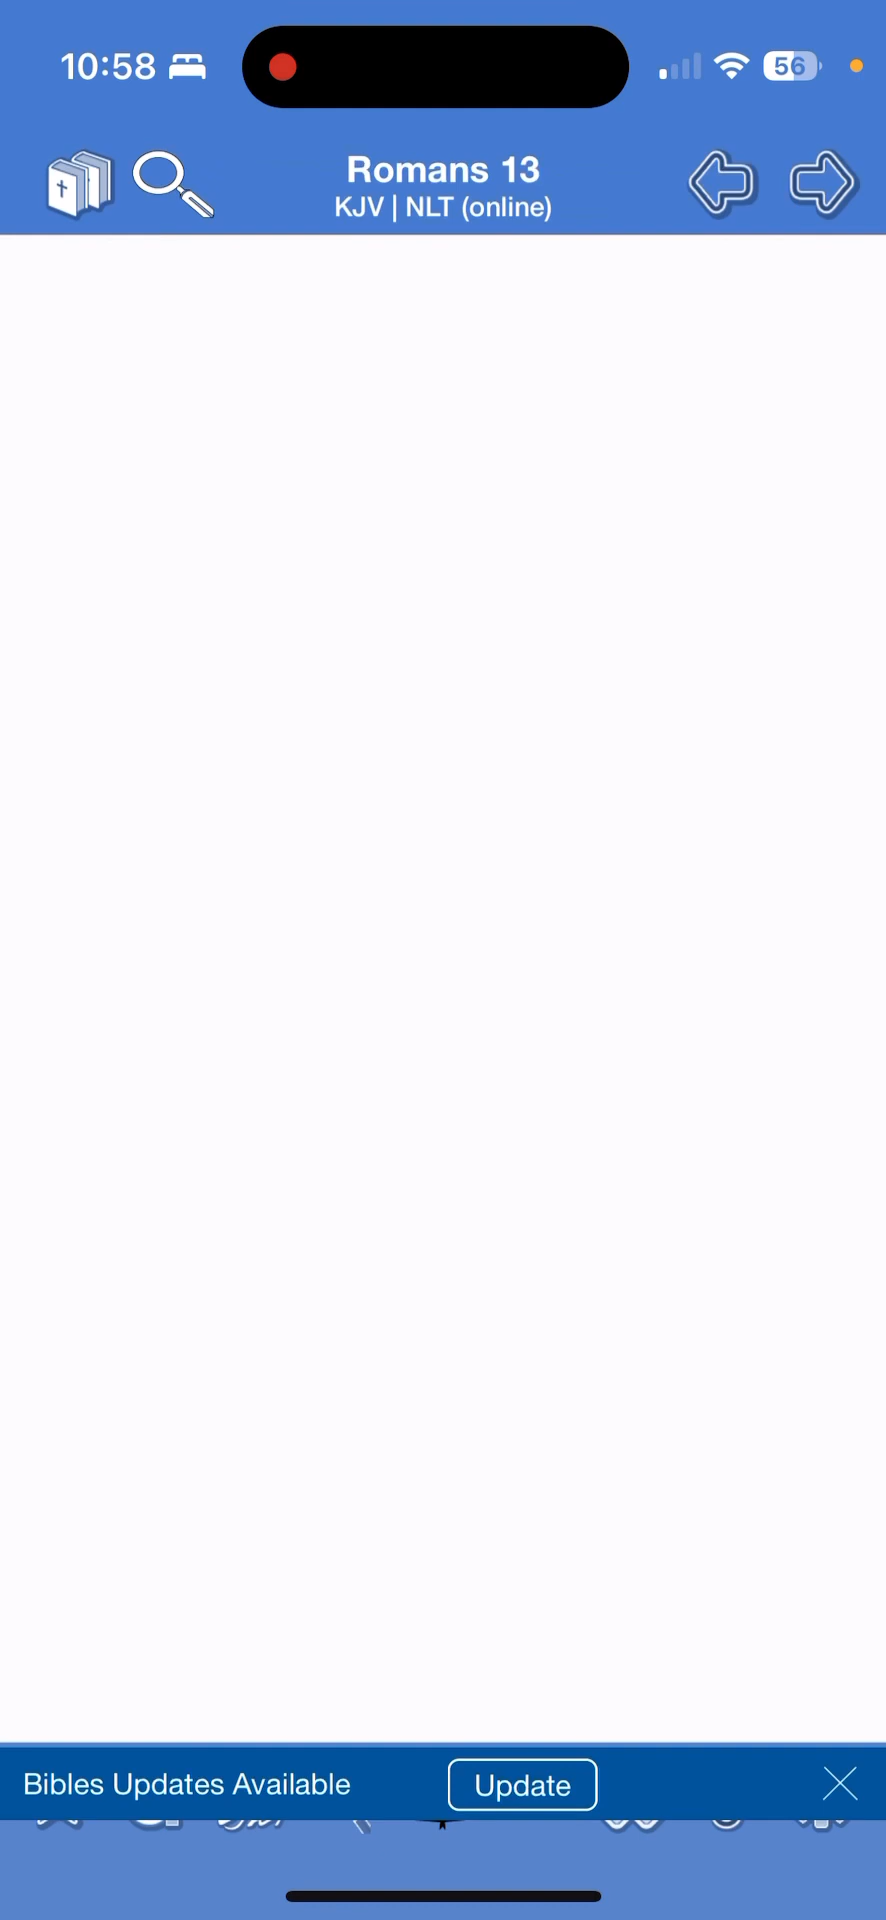 10:58
56
Romans 13
KJV | NLT (online)
Bibles Updates Available
Update